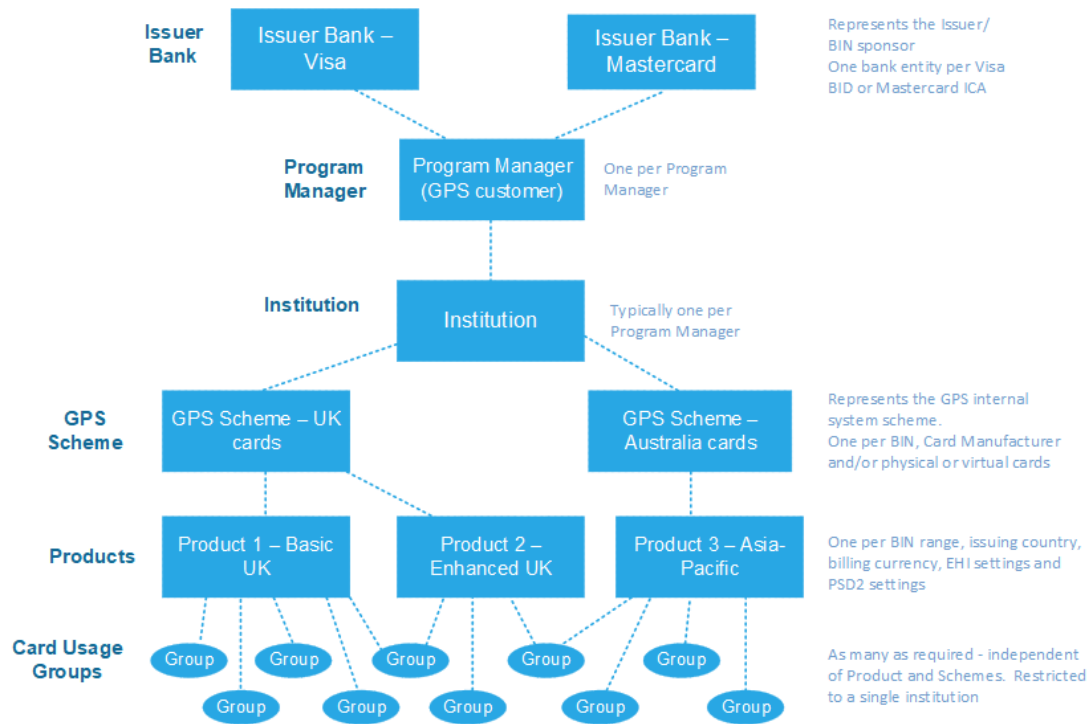 Issuer
Bank
Issuer Bank –
Visa
Issuer Bank –
Mastercard
Represents the Issuer/
BIN sponsor
One bank entity per Visa
BID or Mastercard ICA
Program
Manager
Program Manager
(GPS customer)
One per Program
Manager
Institution
Institution
Typically one per
Program Manager
GPS
Scheme
GPS Scheme – UK
cards
GPS Scheme –
Australia cards
Represents the GPS internal
system scheme.
One per BIN, Card Manufacturer
and/or physical or virtual cards
Products
Product 1 – Basic
UK
Product 2 –
Enhanced UK
Product 3 – Asia-
Pacific
One per BIN range, issuing country,
billing currency, EHI settings and
PSD2 settings
Card Usage
Groups
Group
Group
Group
Group
Group
Group
Group
Group
Group
Group
As many as required - independent
of Product and Schemes. Restricted
to a single institution